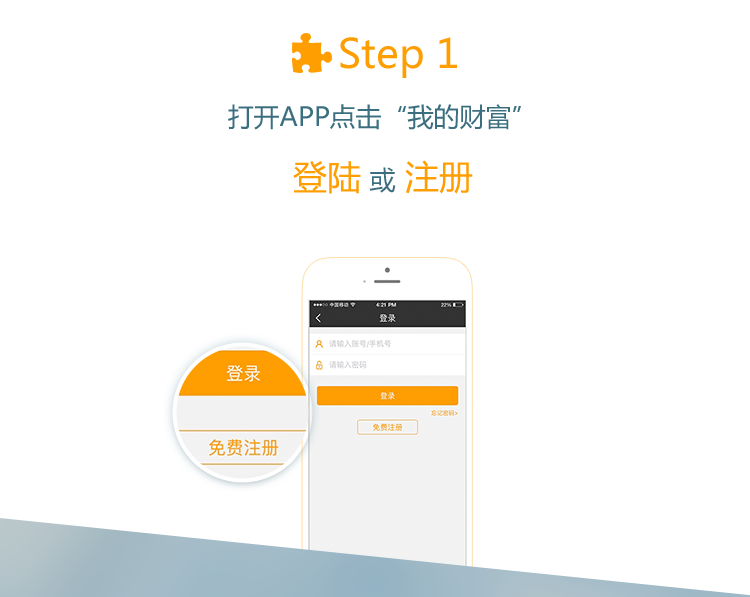 Step 1
打开APP点击“我的财富”
登陆 或 注册
中国移动 4:21 PM 22%
登录
请输入账号/手机号
请输入密码
登录
忘记密码>
免费注册
登录
免费注册